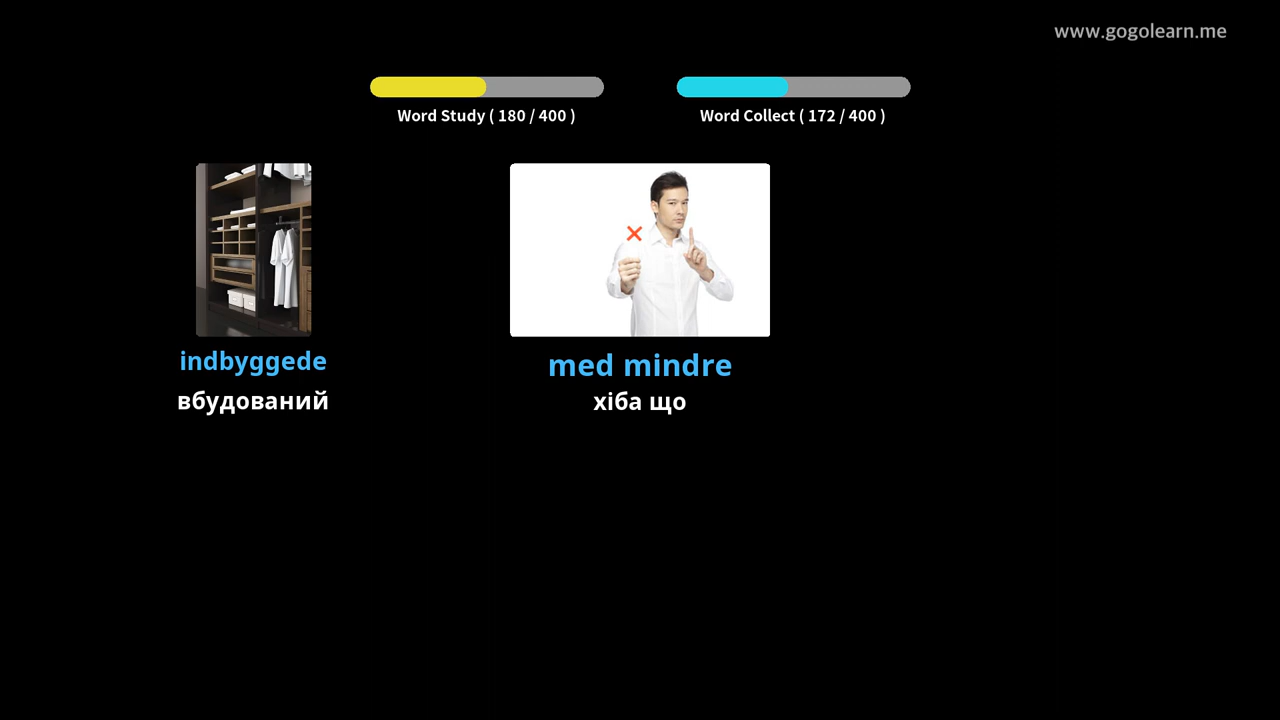 www.gogolearn.me
Word Study ( 180 / 400 )
Word Collect ( 172 / 400 )
indbyggede
вбудований
med mindre
хіба що